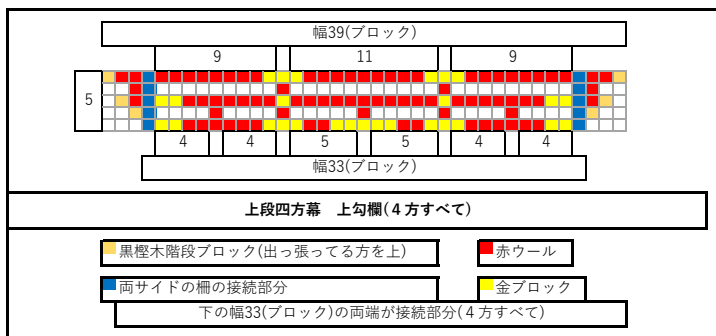 幅39(ブロック)
9 11 9
5
4 4 5 5 4 4
幅33(ブロック)
上段四方幕　上勾欄(４方すべて)
黒樫木階段ブロック(出っ張ってる方を上)
赤ウール
両サイドの柵の接続部分
金ブロック
下の幅33(ブロック)の両端が接続部分(４方すべて)